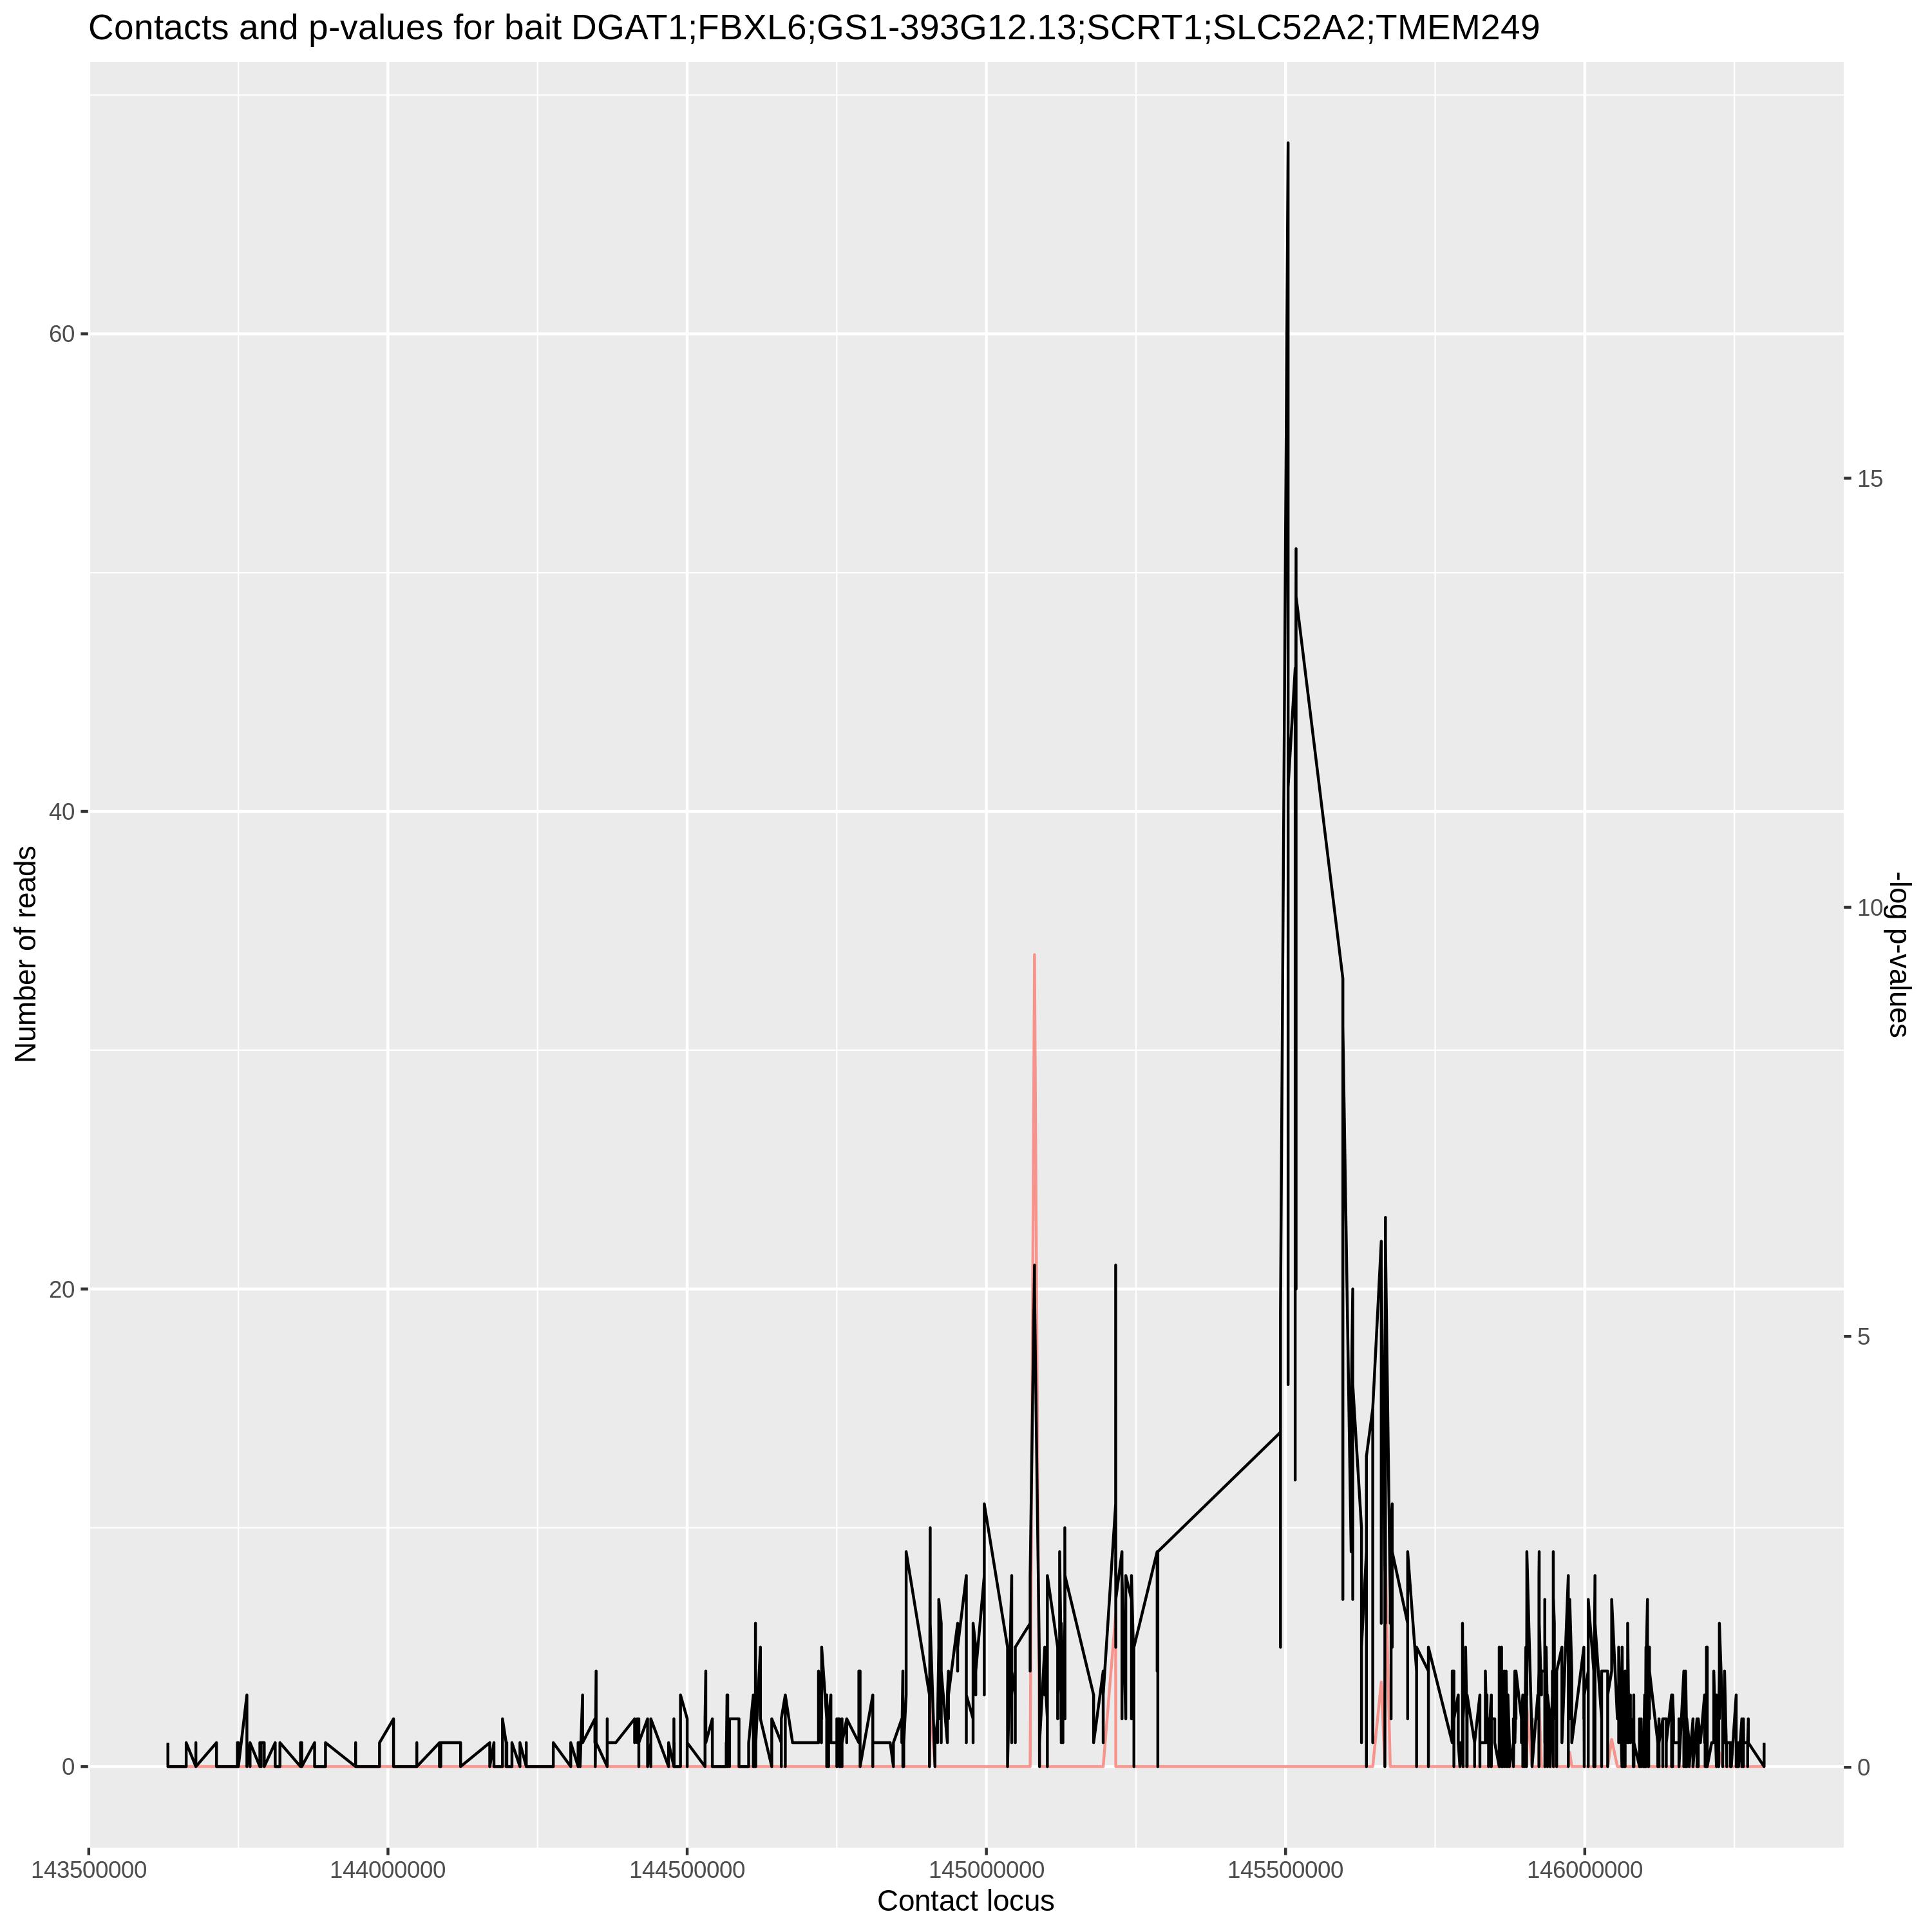 Contacts and p-values for bait DGAT1;FBXL6;GS1-393G12.13;SCRT1;SLC52A2;TMEM249
Number of reads
60
40
20
0
15
10
5
0
-log p-values
143500000 144000000 144500000 145000000 145500000 146000000
Contact locus